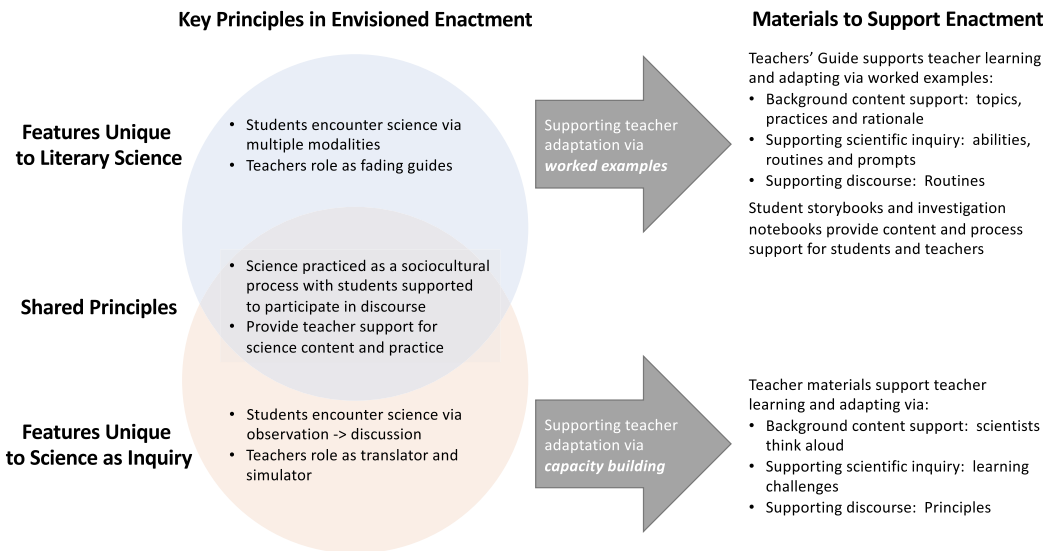 Key Principles in Envisioned Enactment
Materials to Support Enactment
Features Unique
to Literary Science
• Students encounter science via
multiple modalities
• Teachers role as fading guides
Supporting teacher
adaptation via
worked examples
Teachers' Guide supports teacher learning
and adapting via worked examples:
• Background content support:  topics,
practices and rationale
• Supporting scientific inquiry:  abilities,
routines and prompts
• Supporting discourse:  Routines
Student storybooks and investigation
notebooks provide content and process
support for students and teachers
Shared Principles
• Science practiced as a sociocultural
process with students supported
to participate in discourse
• Provide teacher support for
science content and practice
Features Unique
to Science as Inquiry
• Students encounter science via
observation -> discussion
• Teachers role as translator and
simulator
Supporting teacher
adaptation via
capacity building
Teacher materials support teacher
learning and adapting via:
• Background content support:  scientists
think aloud
• Supporting scientific inquiry:  learning
challenges
• Supporting discourse:  Principles